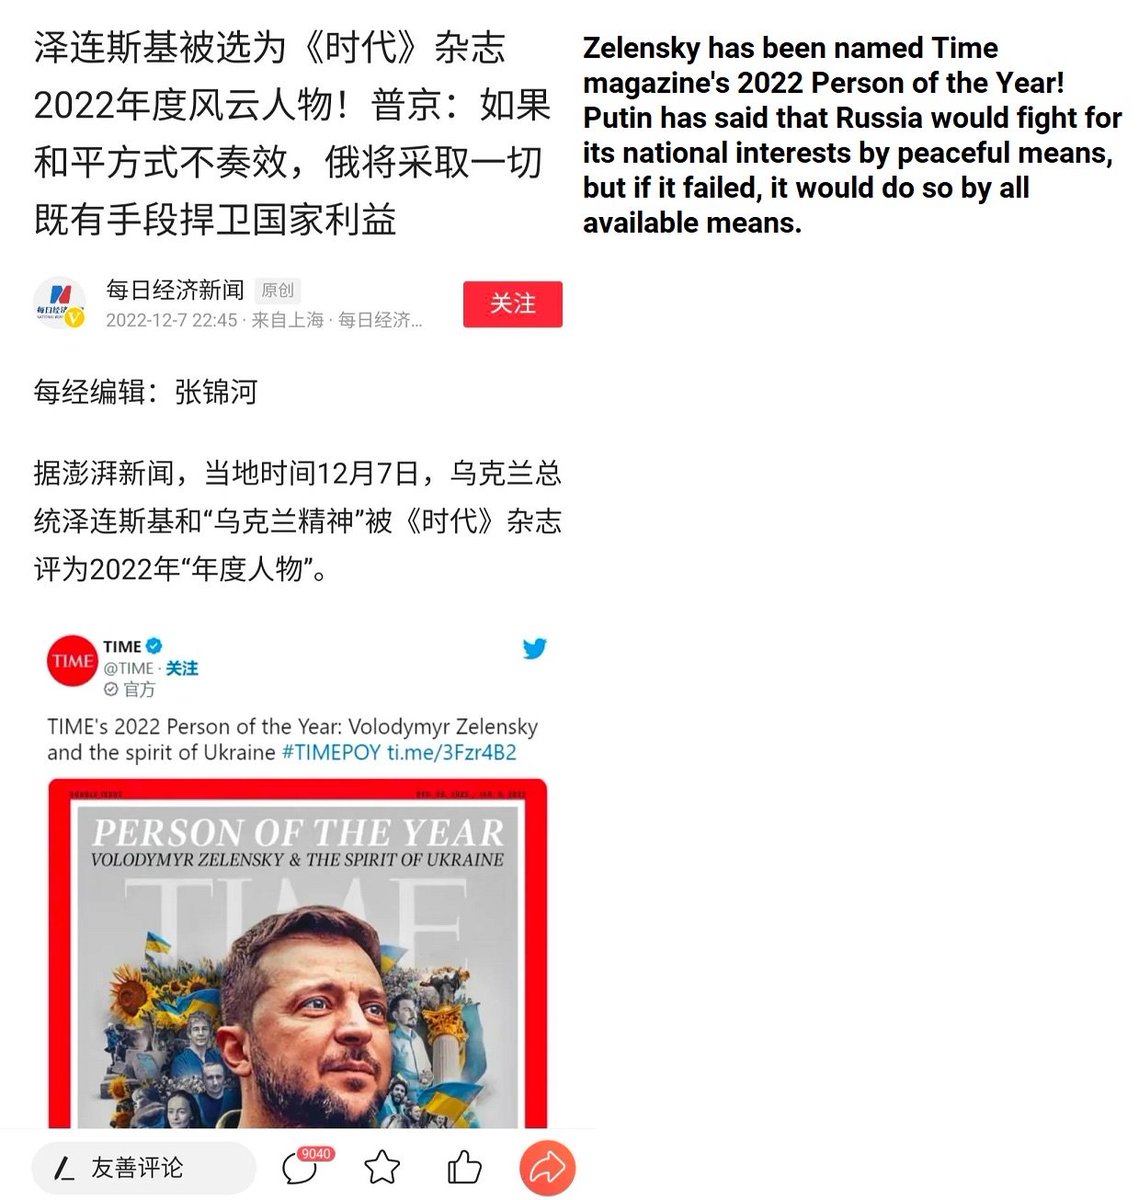 泽连斯基被选为《时代》杂志
2022年度风云人物！普京：如果
和平方式不奏效，俄将采取一切
既有手段捍卫国家利益
Zelensky has been named Time
magazine's 2022 Person of the Year!
Putin has said that Russia would fight for
its national interests by peaceful means,
but if it failed, it would do so by all
available means.
每日经济新闻 原创
2022-12-7 22:45 · 来自上海 · 每日经济...
关注
每经编辑：张锦河
据澎湃新闻，当地时间12月7日，乌克兰总
统泽连斯基和“乌克兰精神”被《时代》杂志
评为2022年“年度人物”。
TIME
TIME
@TIME · 关注
官方
TIME's 2022 Person of the Year: Volodymyr Zelensky
and the spirit of Ukraine #TIMEPOY ti.me/3Fzr4B2
PERSON OF THE YEAR
VOLODYMYR ZELENSKY & THE SPIRIT OF UKRAINE
TIME
友善评论
9040